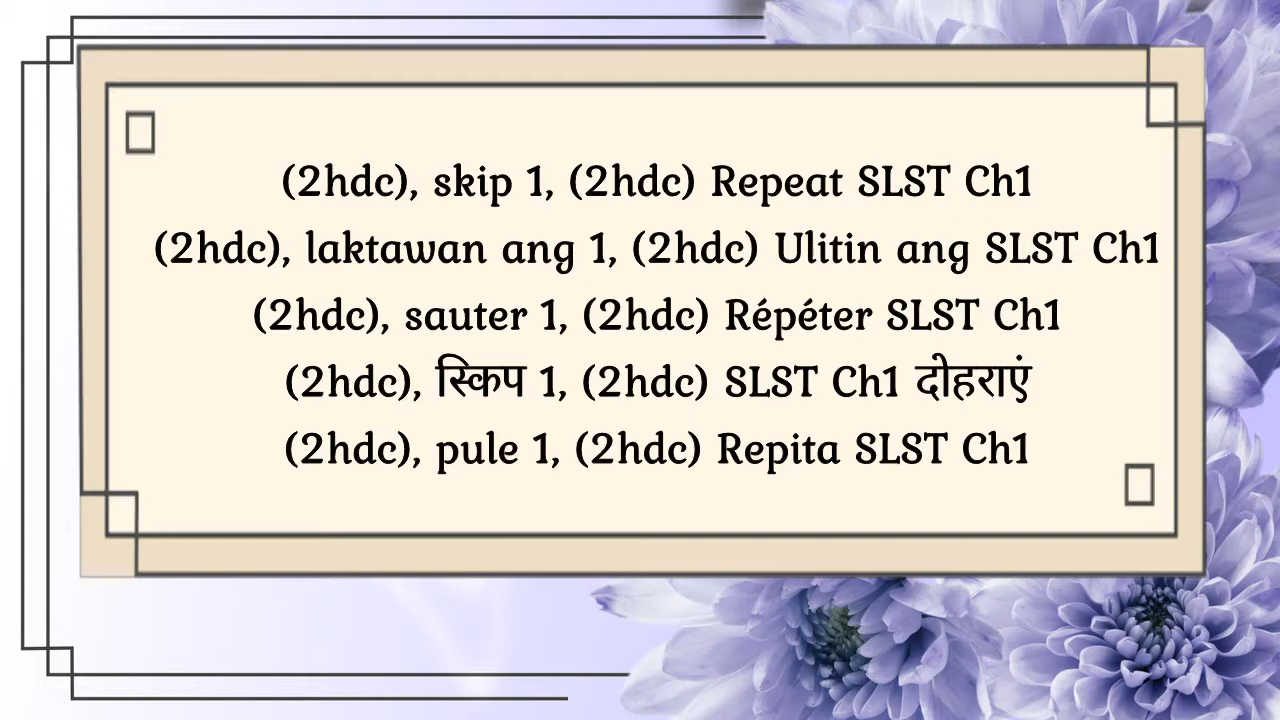 (2hdc), skip 1, (2hdc) Repeat SLST Ch1
(2hdc), laktawan ang 1, (2hdc) Ulitin ang SLST Ch1
(2hdc), sauter 1, (2hdc) Répéter SLST Ch1
(2hdc), स्किप 1, (2hdc) SLST Ch1 दोहराएं
(2hdc), pule 1, (2hdc) Repita SLST Ch1